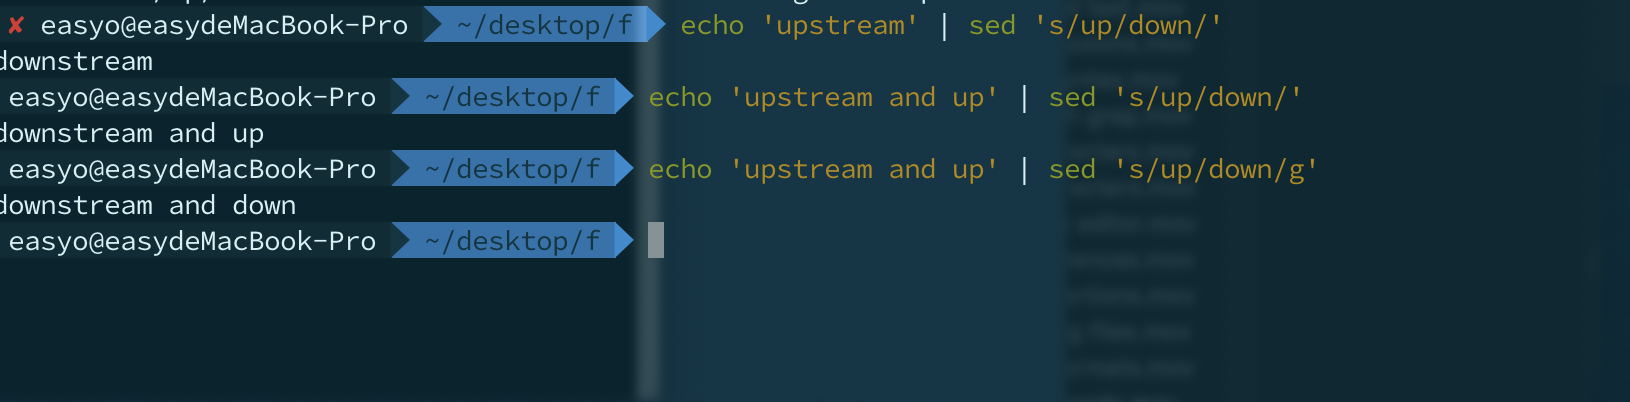 ✘ easyo@easydeMacBook-Pro ~/desktop/f echo 'upstream' | sed 's/up/down/'
downstream
easyo@easydeMacBook-Pro ~/desktop/f echo 'upstream and up' | sed 's/up/down/'
downstream and up
easyo@easydeMacBook-Pro ~/desktop/f echo 'upstream and up' | sed 's/up/down/g'
downstream and down
easyo@easydeMacBook-Pro ~/desktop/f